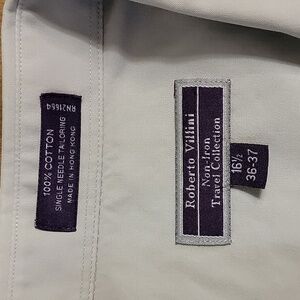 RN21664
100% COTTON
SINGLE NEEDLE TAILORING
MADE IN HONG KONG
Roberto Villini
Non-Iron
Travel Collection
16½
36-37